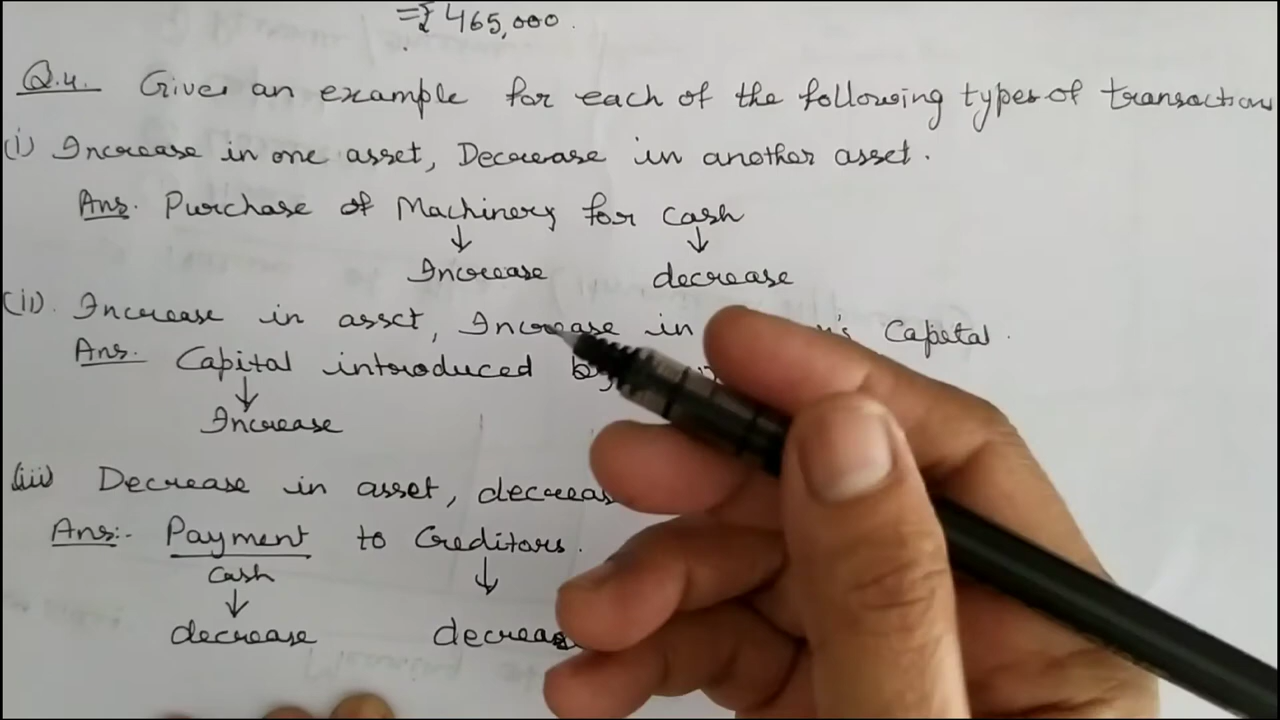 =₹ 465,000.
Q.4. Give an example for each of the following types of transaction
(i) Increase in one asset, Decrease in another asset.
Ans. Purchase of Machinery for cash
Increase decrease
(ii). Increase in asset, Increase in Capital.
Ans. Capital introduced
Increase
(iii) Decrease in asset,
Ans:- Payment to Creditors.
cash
decrease